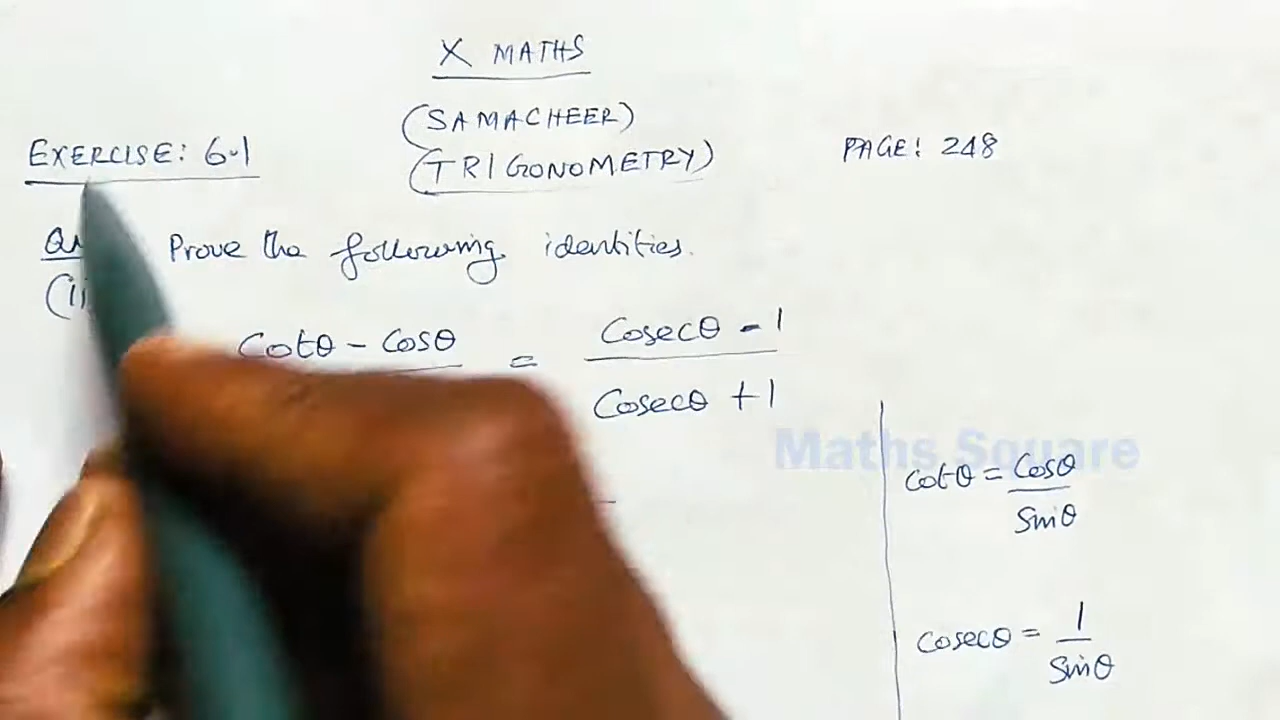 X MATHS
(SAMACHEER)
(TRIGONOMETRY)
EXERCISE: 6.1
PAGE: 248
Prove the following identities.
(ii
Cotθ - Cosθ = Cosecθ - 1
Cosecθ + 1
Maths Square
Cotθ = Cosθ
Sinθ
Cosecθ = 1
Sinθ